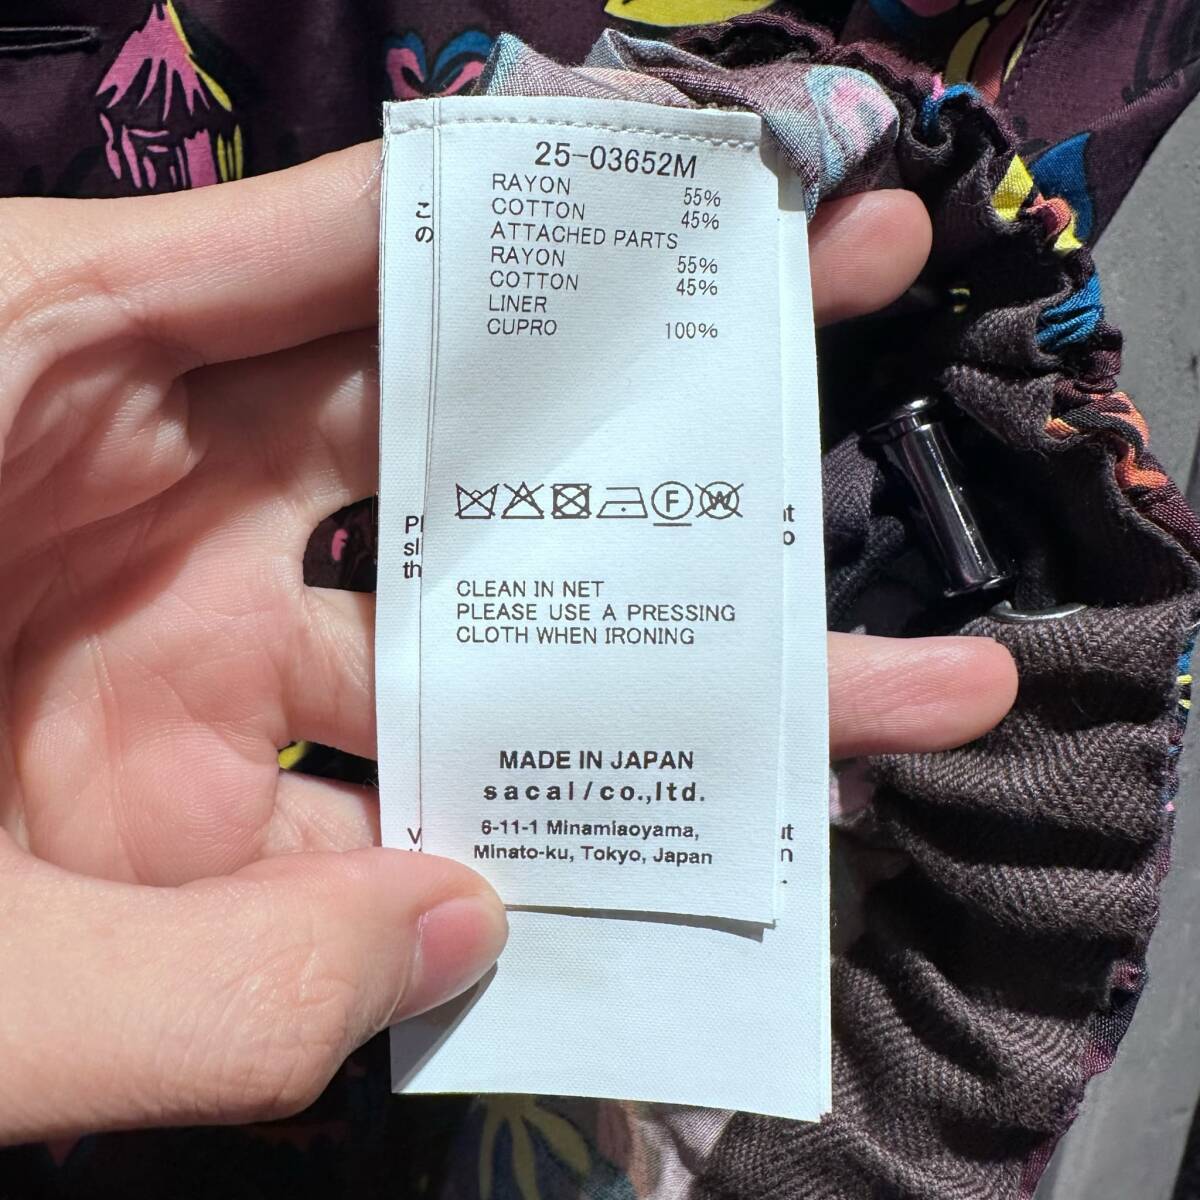 25-03652M
RAYON 55%
COTTON 45%
ATTACHED PARTS
RAYON 55%
COTTON 45%
LINER
CUPRO 100%
F W
CLEAN IN NET
PLEASE USE A PRESSING
CLOTH WHEN IRONING
MADE IN JAPAN
sacai/co.,ltd.
6-11-1 Minamiaoyama,
Minato-ku, Tokyo, Japan
この